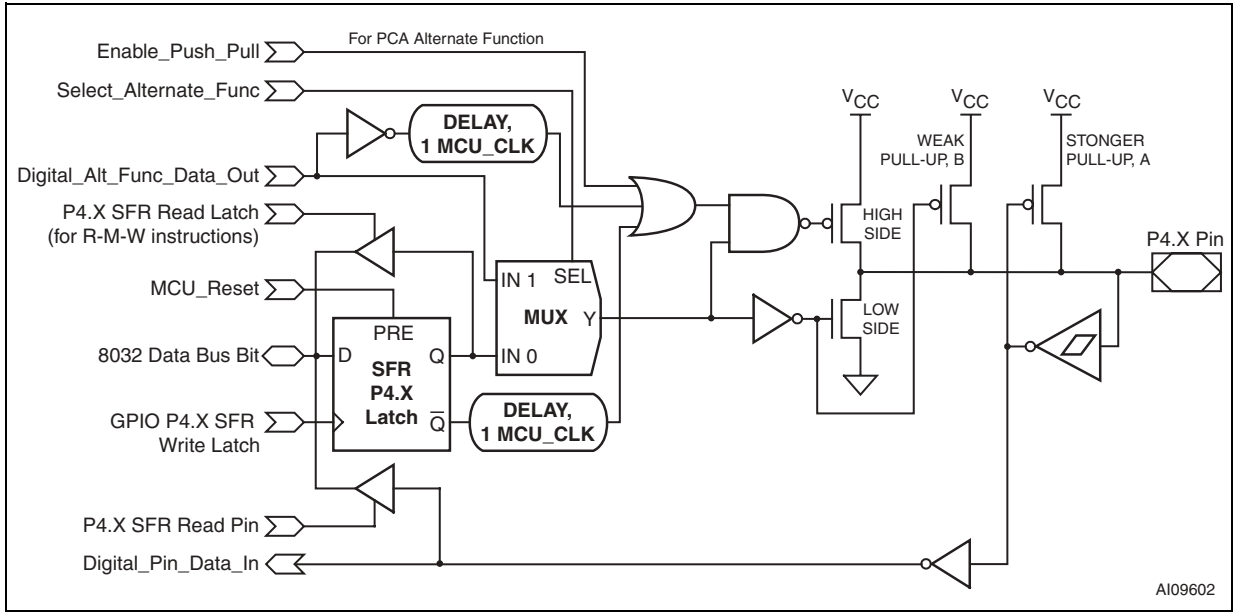 Enable_Push_Pull
For PCA Alternate Function
Select_Alternate_Func
DELAY,
1 MCU_CLK
Digital_Alt_Func_Data_Out
P4.X SFR Read Latch
(for R-M-W instructions)
MCU_Reset
8032 Data Bus Bit
GPIO P4.X SFR
Write Latch
P4.X SFR Read Pin
Digital_Pin_Data_In
PRE
D
Q
SFR
P4.X
Latch
Q
IN 1
SEL
MUX
Y
IN 0
DELAY,
1 MCU_CLK
VCC
HIGH
SIDE
LOW
SIDE
VCC
WEAK
PULL-UP, B
VCC
STONGER
PULL-UP, A
P4.X Pin
AI09602